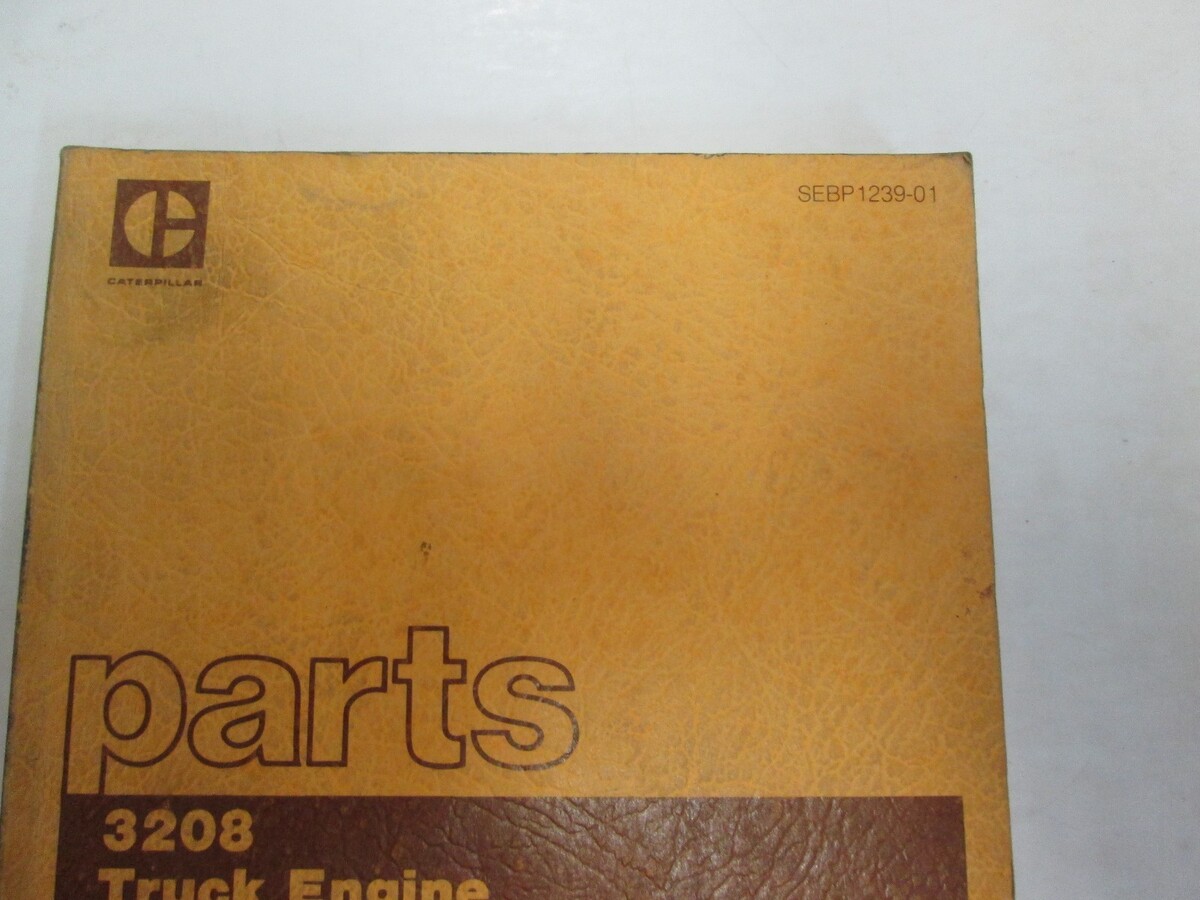 SEBP1239-01
CATERPILLAR
parts
3208
Truck Engine